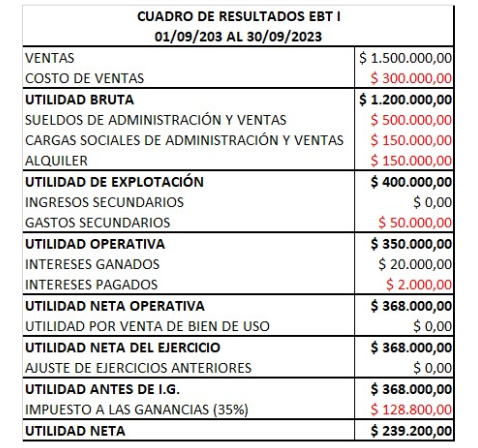 CUADRO DE RESULTADOS EBT I
01/09/203 AL 30/09/2023
VENTAS $ 1.500.000,00
COSTO DE VENTAS $ 300.000,00
UTILIDAD BRUTA $ 1.200.000,00
SUELDOS DE ADMINISTRACIÓN Y VENTAS $ 500.000,00
CARGAS SOCIALES DE ADMINISTRACIÓN Y VENTAS $ 150.000,00
ALQUILER $ 150.000,00
UTILIDAD DE EXPLOTACIÓN $ 400.000,00
INGRESOS SECUNDARIOS $ 0,00
GASTOS SECUNDARIOS $ 50.000,00
UTILIDAD OPERATIVA $ 350.000,00
INTERESES GANADOS $ 20.000,00
INTERESES PAGADOS $ 2.000,00
UTILIDAD NETA OPERATIVA $ 368.000,00
UTILIDAD POR VENTA DE BIEN DE USO $ 0,00
UTILIDAD NETA DEL EJERCICIO $ 368.000,00
AJUSTE DE EJERCICIOS ANTERIORES $ 0,00
UTILIDAD ANTES DE I.G. $ 368.000,00
IMPUESTO A LAS GANANCIAS (35%) $ 128.800,00
UTILIDAD NETA $ 239.200,00